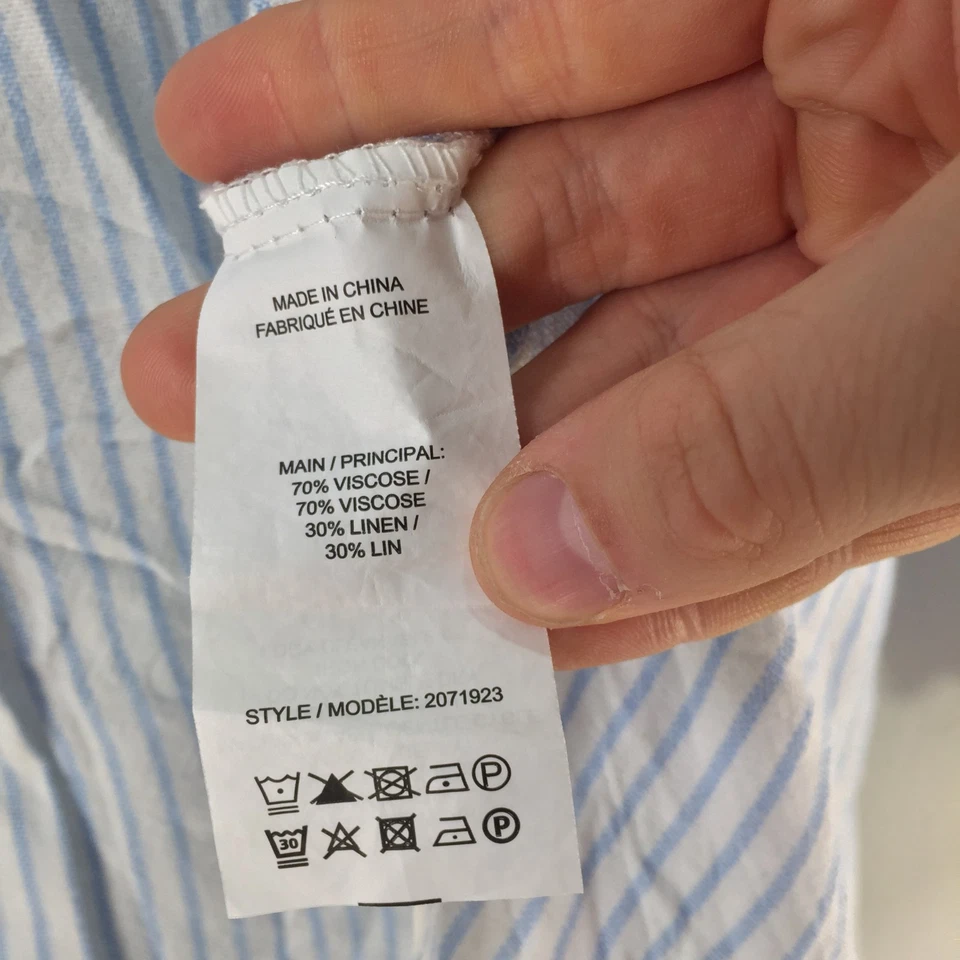 MADE IN CHINA
FABRIQUÉ EN CHINE
MAIN / PRINCIPAL:
70% VISCOSE /
70% VISCOSE
30% LINEN /
30% LIN
STYLE / MODÈLE: 2071923
P
30 P